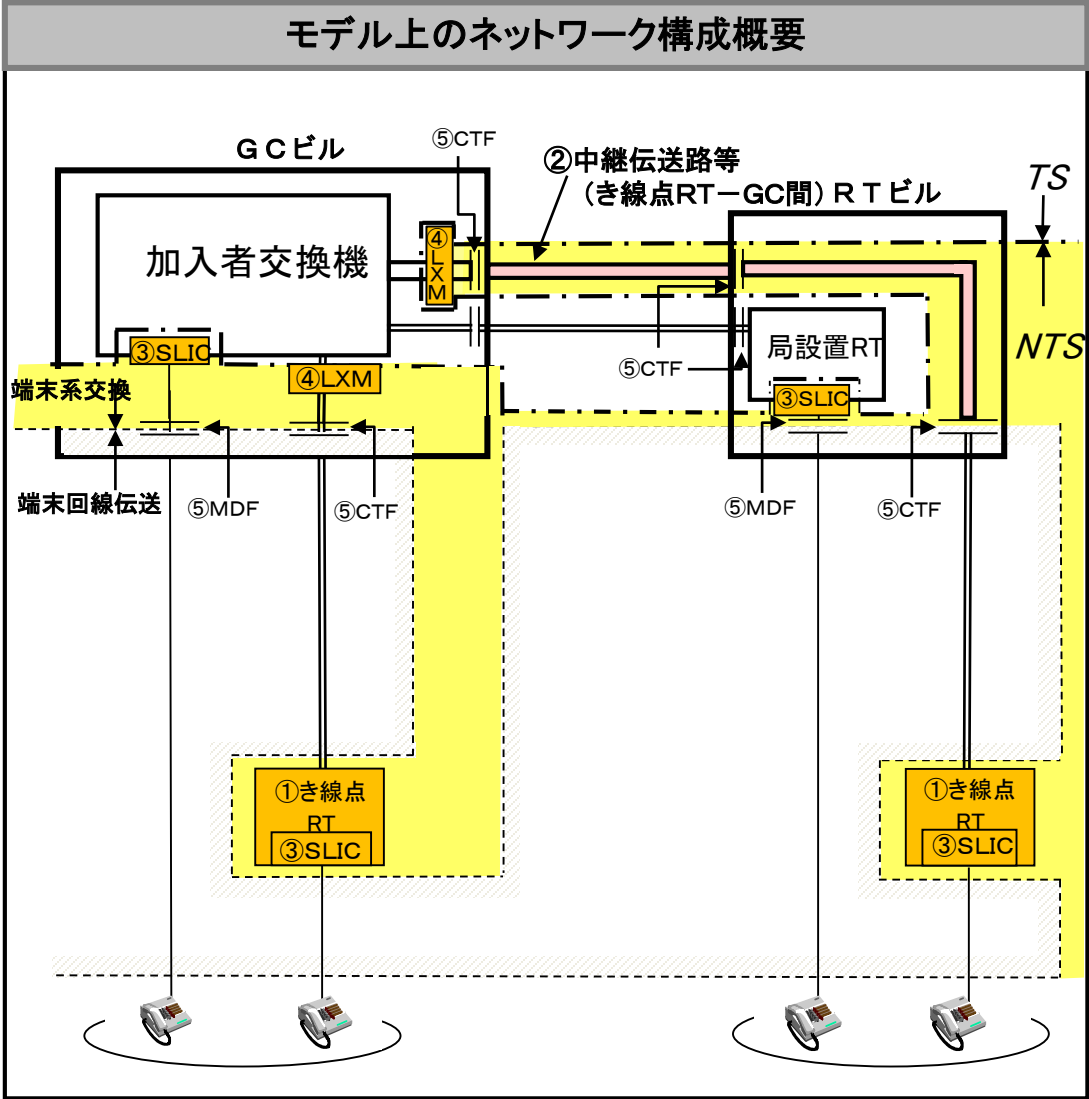 モデル上のネットワーク構成概要
GCビル
⑤CTF
②中継伝送路等
(き線点RT－GC間)
RTビル
TS
加入者交換機
④LXM
NTS
局設置RT
⑤CTF
③SLIC
④LXM
③SLIC
端末系交換
端末回線伝送
⑤MDF
⑤CTF
⑤MDF
⑤CTF
①き線点
RT
③SLIC
①き線点
RT
③SLIC